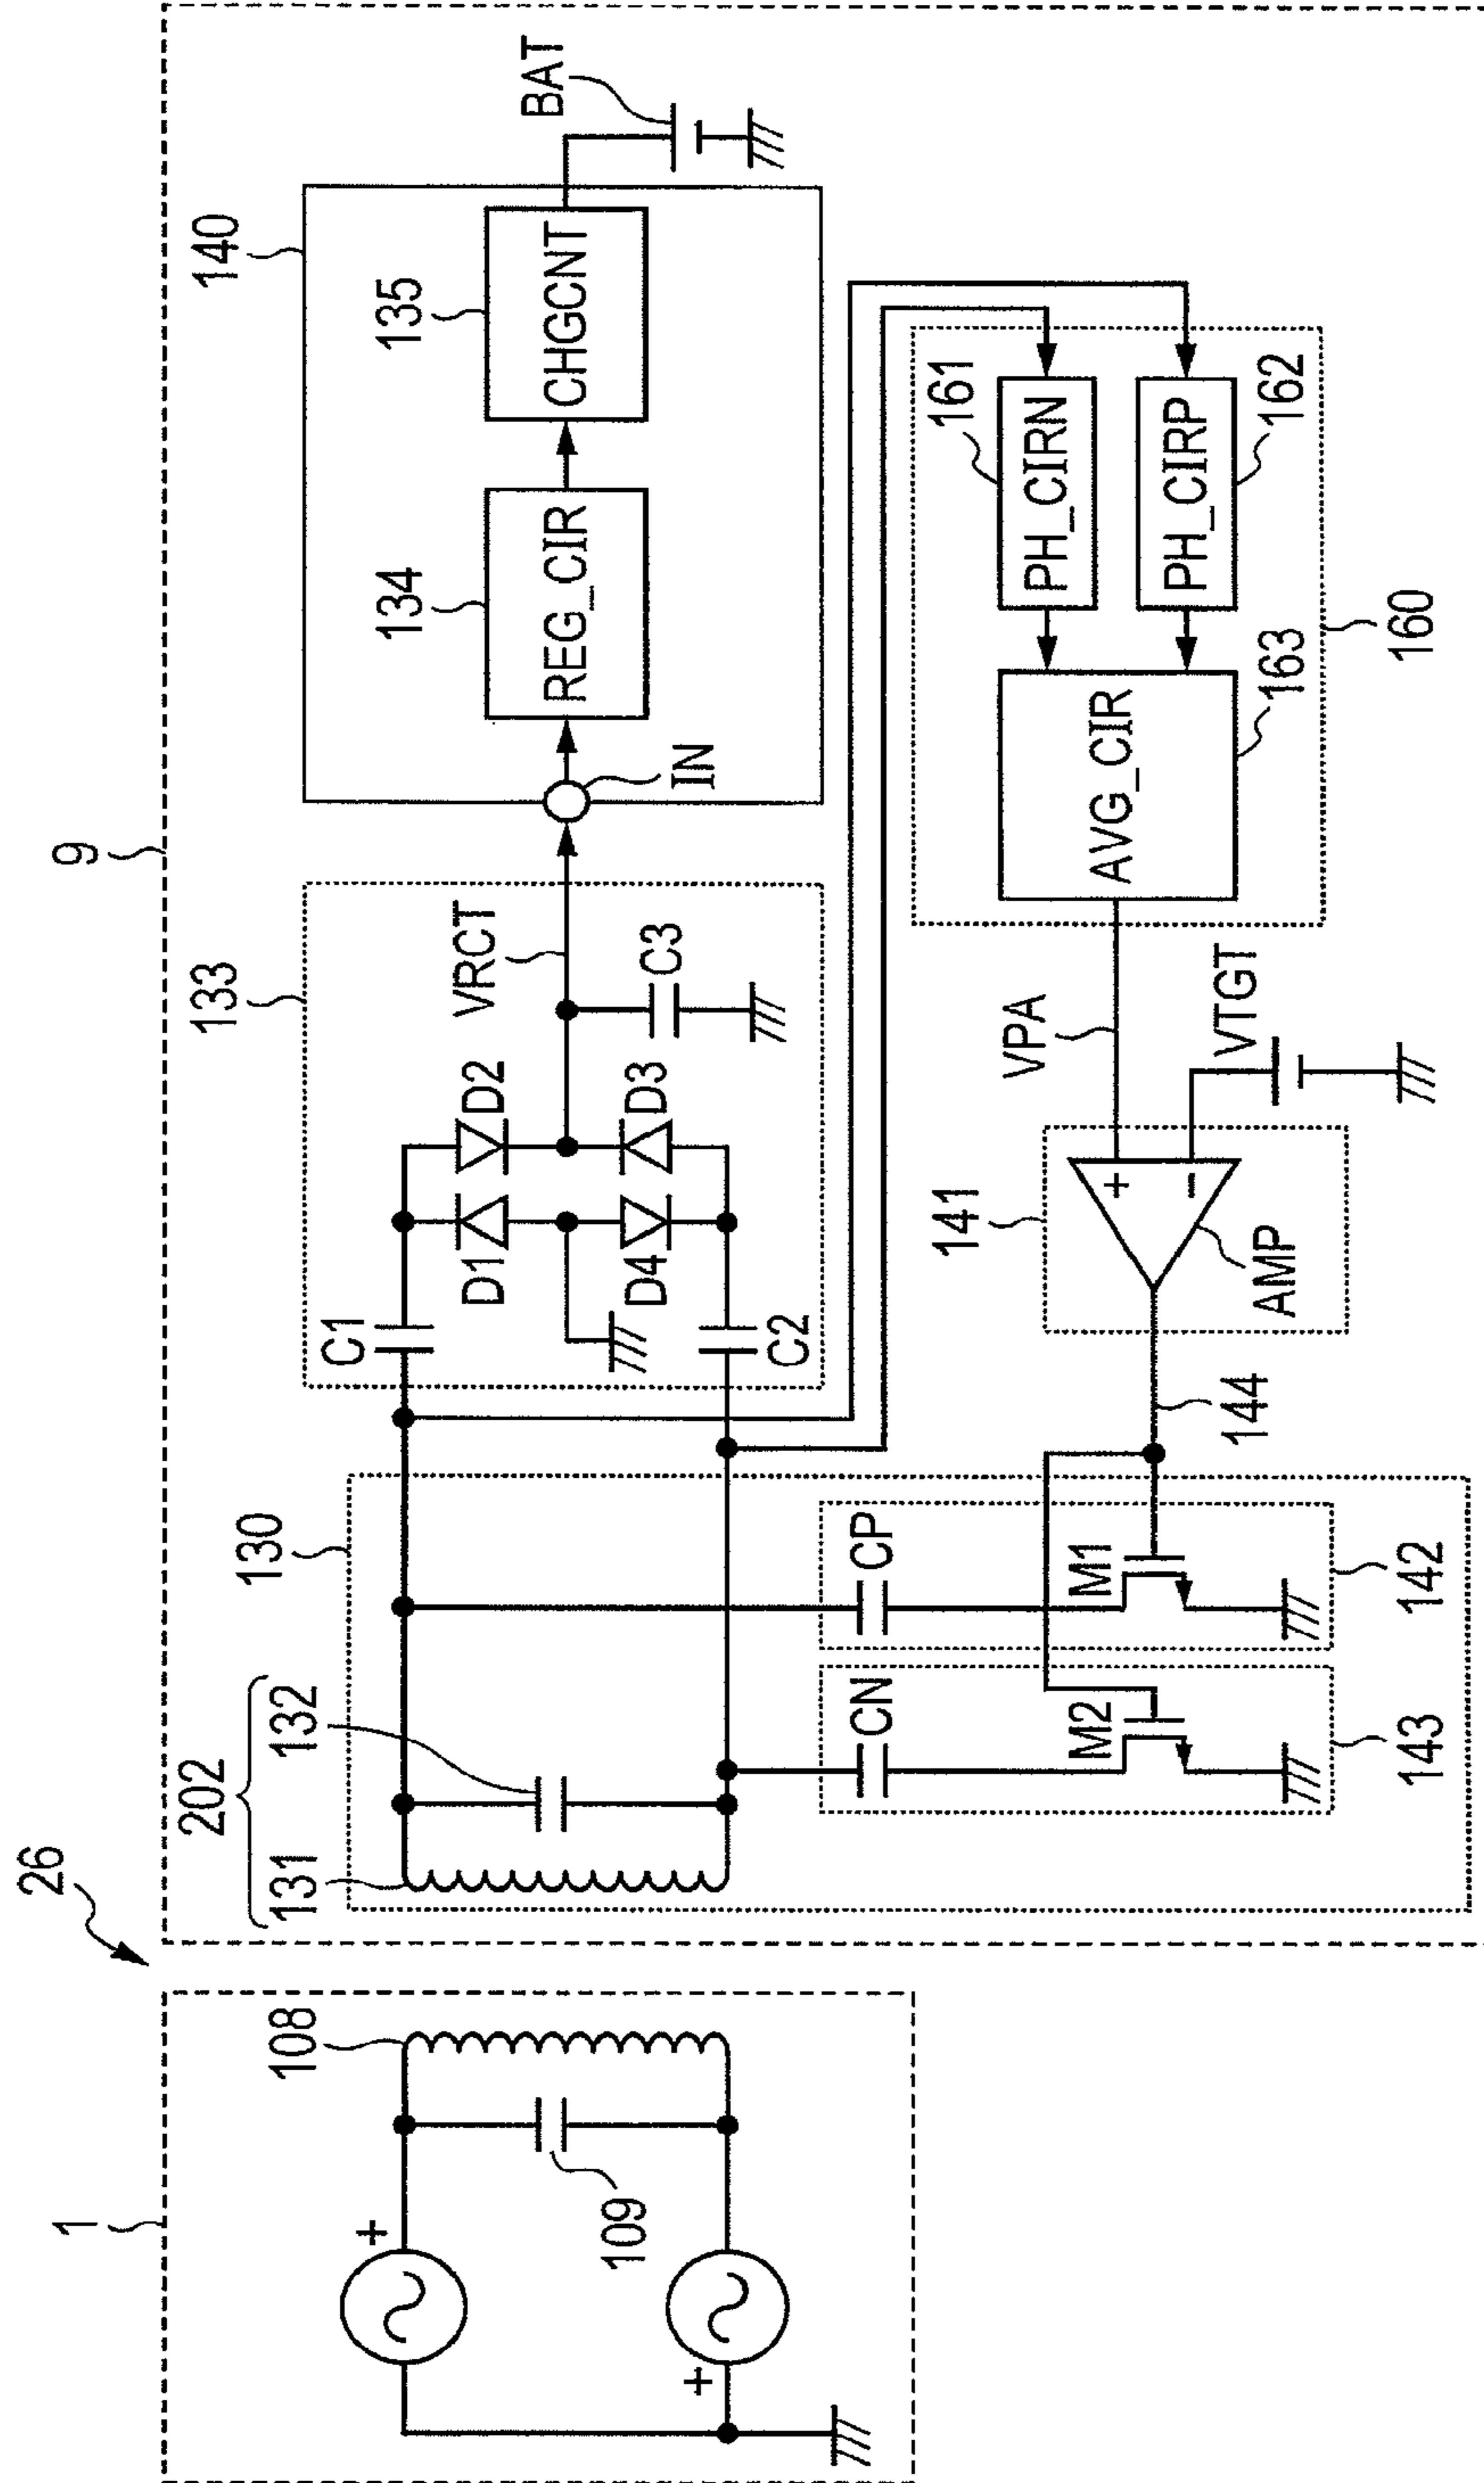 26
1
108
109
+
+
9
202
131
132
130
133
C1
D1
D2
VRCT
D4
D3
C3
C2
140
134
135
REG_CIR
CHGCNT
IN
BAT
CN
CP
M2
M1
143
142
144
141
+
-
AMP
VPA
VTGT
AVG_CIR
163
161
PH_CIRN
PH_CIRP
162
160